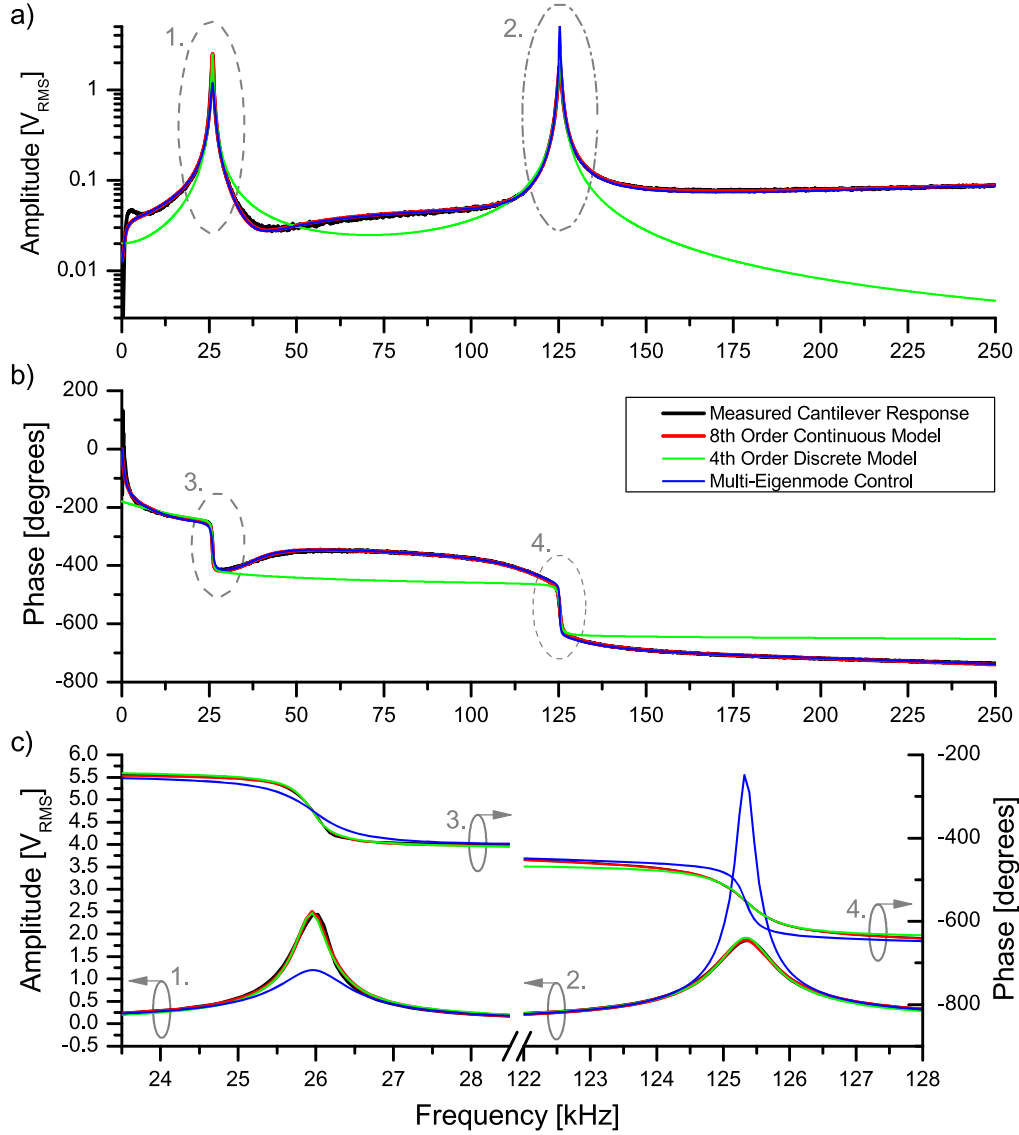 a)
1.
2.
Amplitude [VRMS]
1
0.1
0.01
0 25 50 75 100 125 150 175 200 225 250
b)
200
0
-200
-400
-600
-800
Phase [degrees]
3.
4.
Measured Cantilever Response
8th Order Continuous Model
4th Order Discrete Model
Multi-Eigenmode Control
0 25 50 75 100 125 150 175 200 225 250
c)
6.0
5.5
5.0
4.5
4.0
3.5
3.0
2.5
2.0
1.5
1.0
0.5
0.0
-0.5
Amplitude [VRMS]
3.
4.
1.
2.
-200
-400
-600
-800
Phase [degrees]
24 25 26 27 28 122 123 124 125 126 127 128
Frequency [kHz]